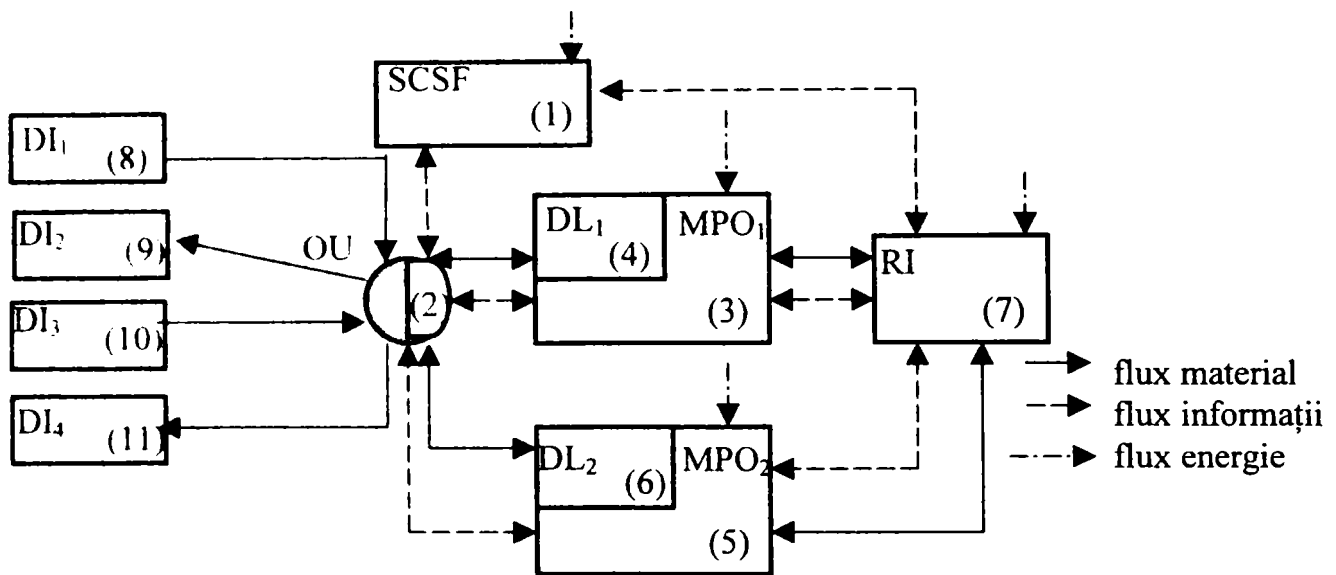 SCSF
(1)
DI₁
(8)
DI₂
(9)
OU
DI₃
(10)
DI₄
(11)
(2)
DL₁
(4)
MPO₁
(3)
RI
(7)
DL₂
(6)
MPO₂
(5)
flux material
flux informații
flux energie